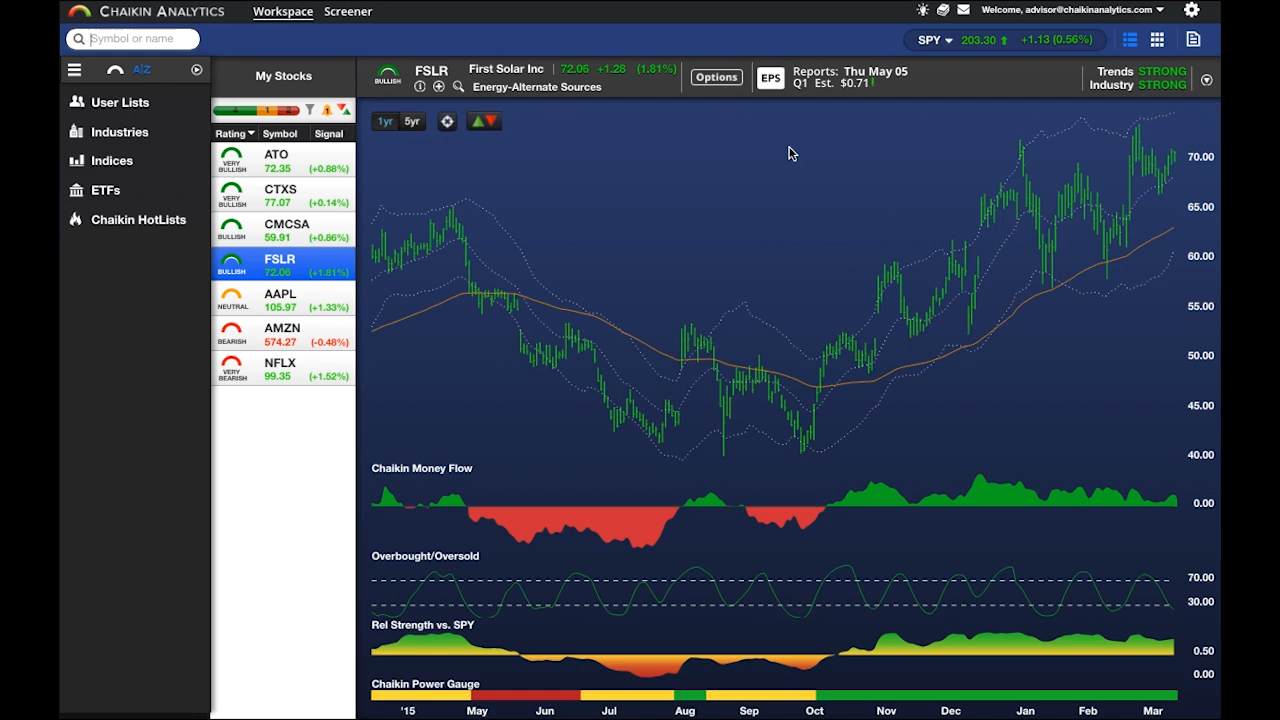 CHAIKIN ANALYTICS
Workspace
Screener
Welcome, advisor@chaikinanalytics.com
Symbol or name
SPY 203.30 +1.13 (0.56%)
A|Z
User Lists
Industries
Indices
ETFs
Chaikin HotLists
My Stocks
Rating Symbol Signal
VERY BULLISH ATO 72.35 (+0.88%)
VERY BULLISH CTXS 77.07 (+0.14%)
BULLISH CMCSA 59.91 (+0.86%)
BULLISH FSLR 72.06 (+1.81%)
NEUTRAL AAPL 105.97 (+1.33%)
BEARISH AMZN 574.27 (-0.48%)
VERY BEARISH NFLX 99.35 (+1.52%)
BULLISH
FSLR First Solar Inc 72.06 +1.28 (1.81%)
Energy-Alternate Sources
Options
EPS
Reports: Thu May 05
Q1 Est. $0.71
Trends STRONG
Industry STRONG
1yr 5yr
70.00
65.00
60.00
55.00
50.00
45.00
40.00
Chaikin Money Flow
0.00
Overbought/Oversold
70.00
30.00
Rel Strength vs. SPY
0.50
0.00
Chaikin Power Gauge
'15 May Jun Jul Aug Sep Oct Nov Dec Jan Feb Mar